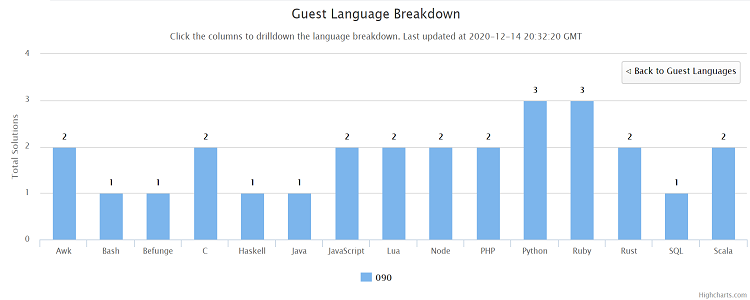 Guest Language Breakdown
Click the columns to drilldown the language breakdown. Last updated at 2020-12-14 20:32:20 GMT
◁ Back to Guest Languages
Total Solutions
4
3
2
1
0
2 1 1 2 1 1 2 2 2 2 3 3 2 1 2
Awk Bash Befunge C Haskell Java JavaScript Lua Node PHP Python Ruby Rust SQL Scala
090
Highcharts.com